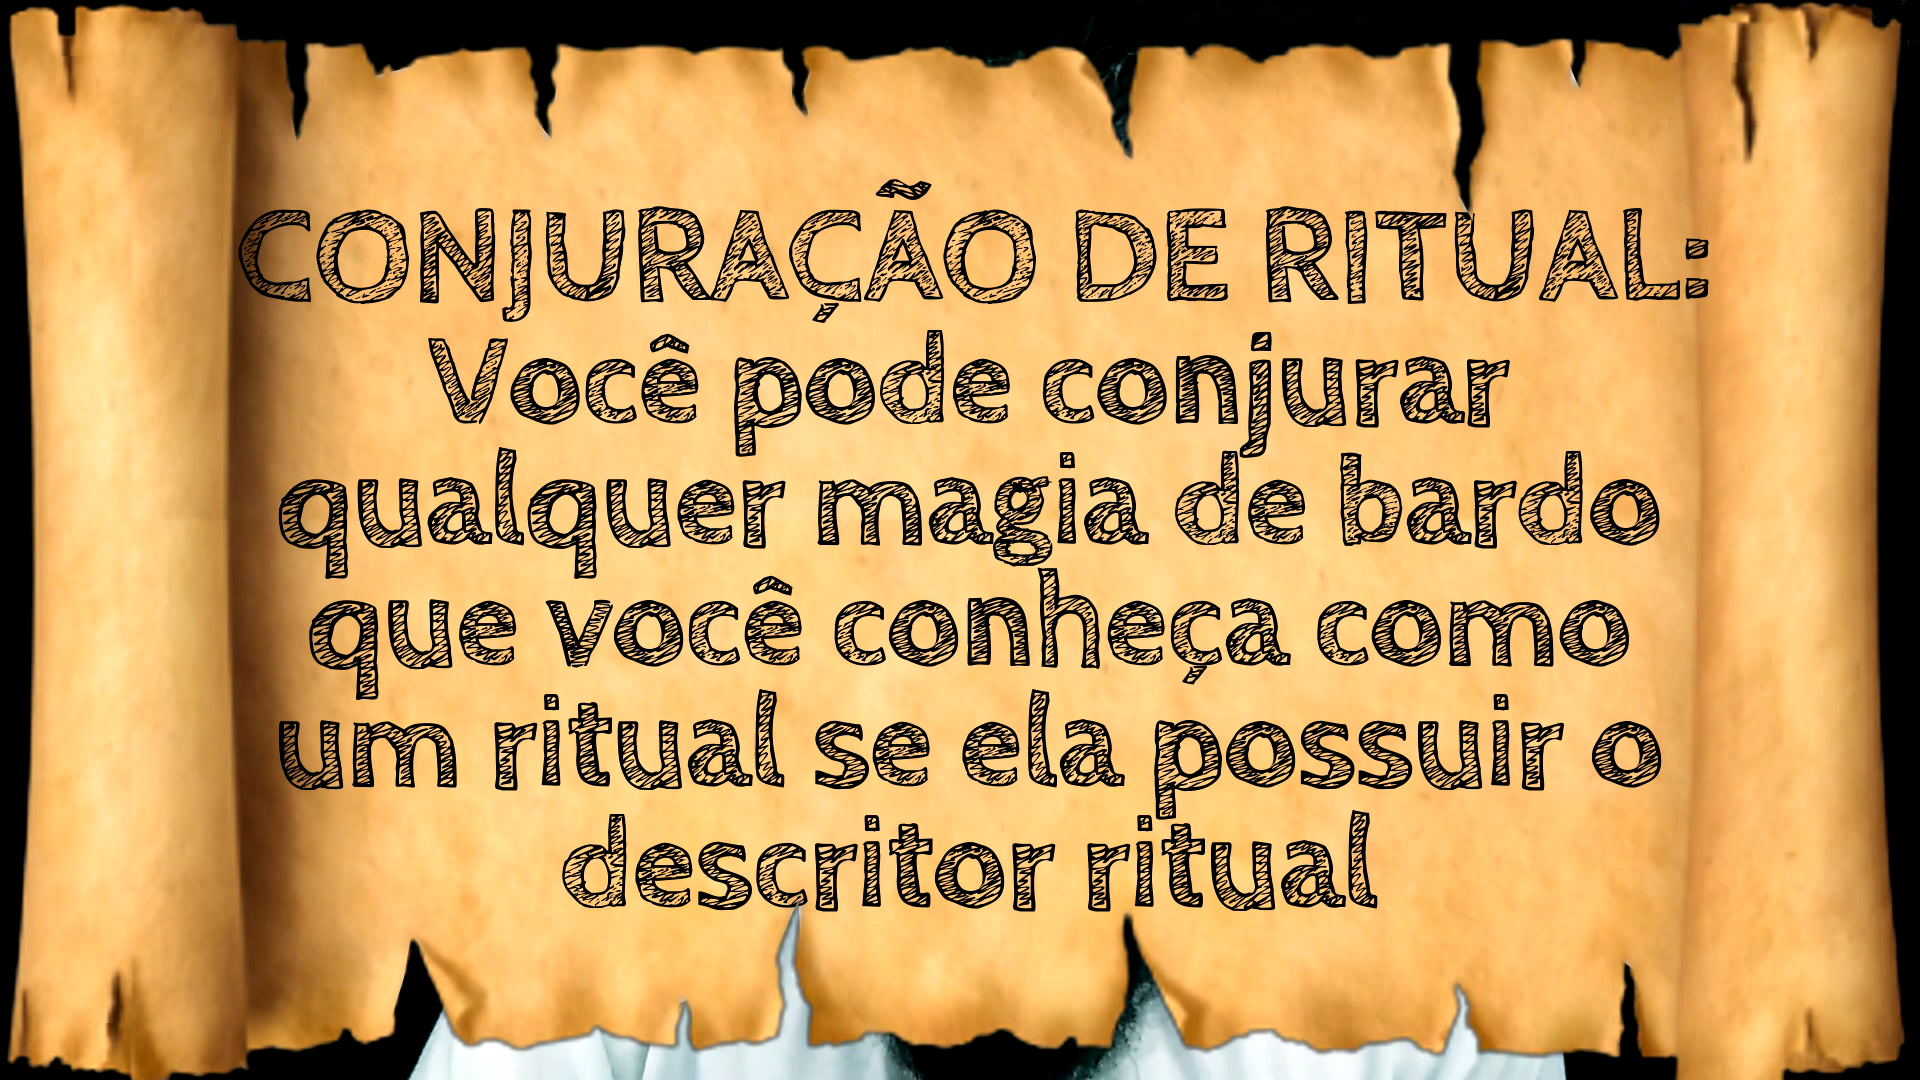 CONJURAÇÃO DE RITUAL:
Você pode conjurar
qualquer magia de bardo
que você conheça como
um ritual se ela possuir o
descritor ritual